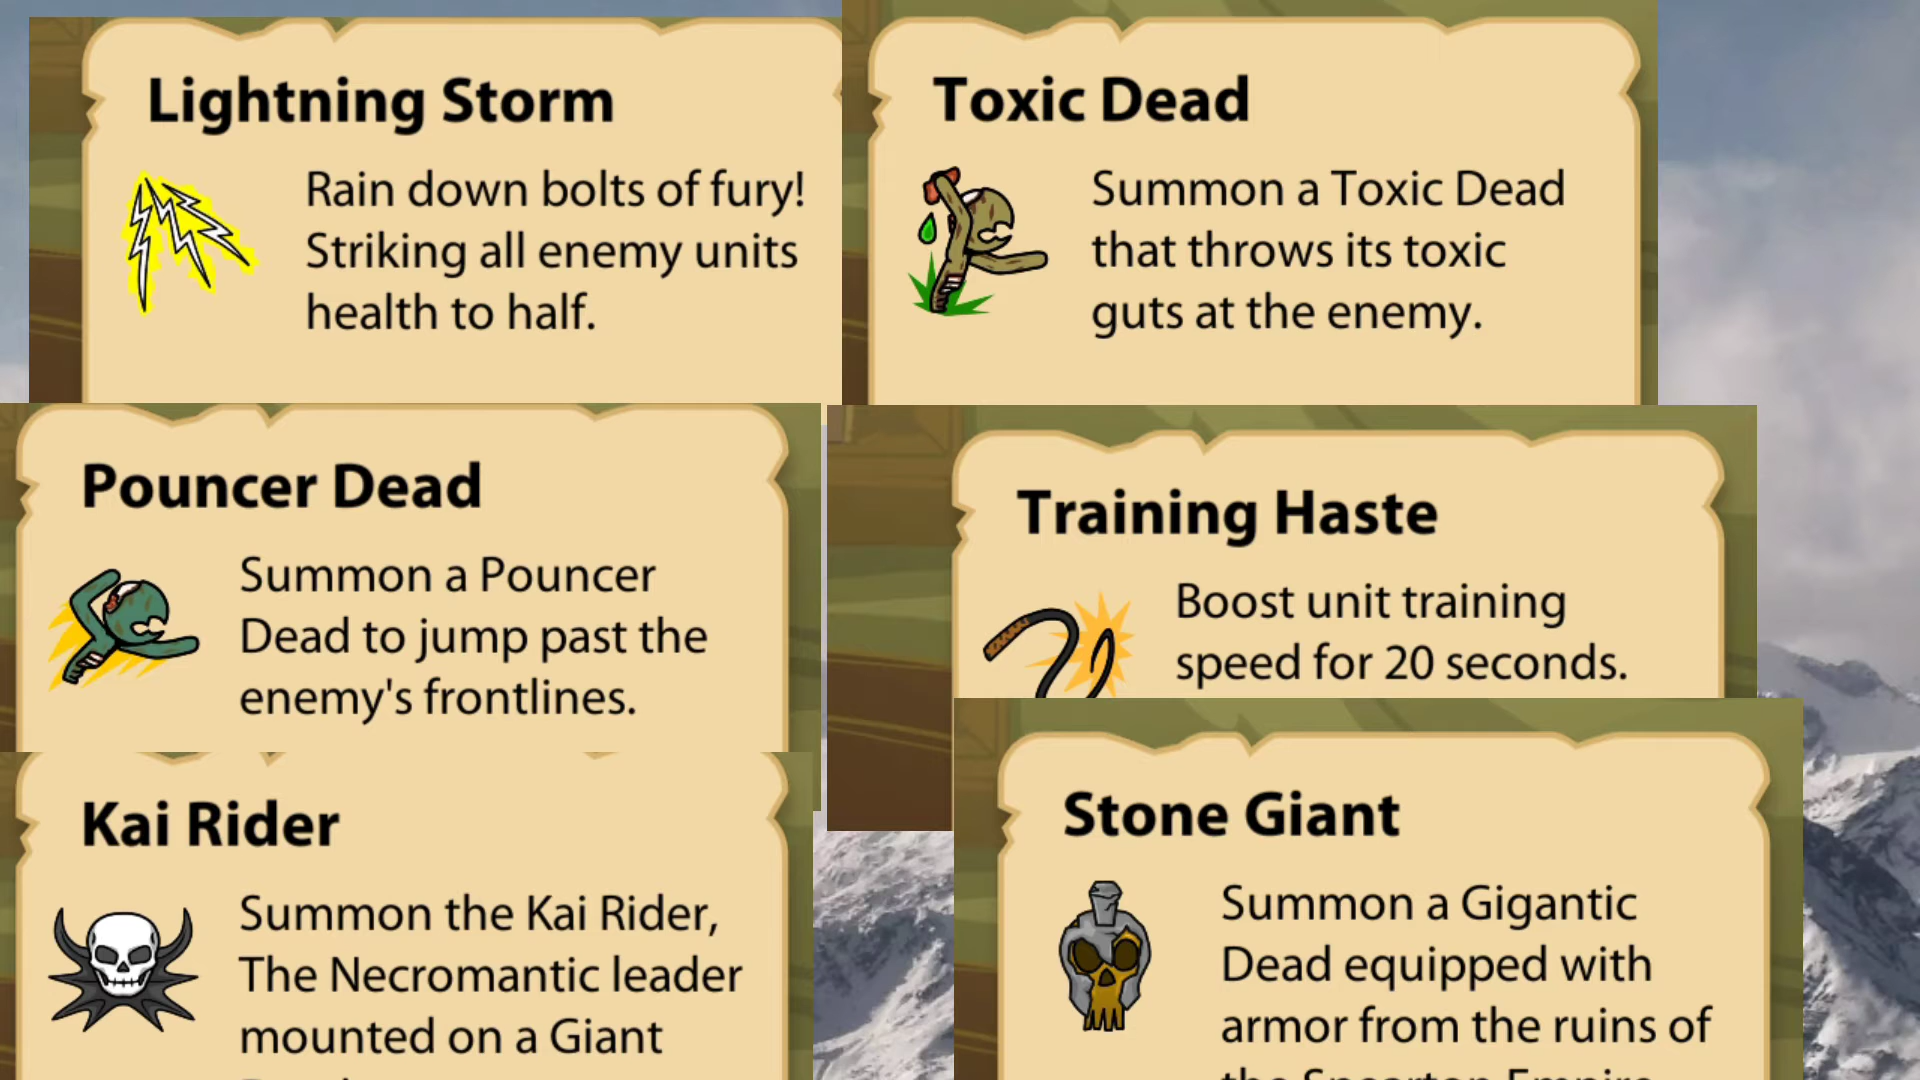 Lightning Storm
Rain down bolts of fury!
Striking all enemy units
health to half.
Toxic Dead
Summon a Toxic Dead
that throws its toxic
guts at the enemy.
Pouncer Dead
Summon a Pouncer
Dead to jump past the
enemy's frontlines.
Training Haste
Boost unit training
speed for 20 seconds.
Kai Rider
Summon the Kai Rider,
The Necromantic leader
mounted on a Giant
Stone Giant
Summon a Gigantic
Dead equipped with
armor from the ruins of
the Spearton Empire